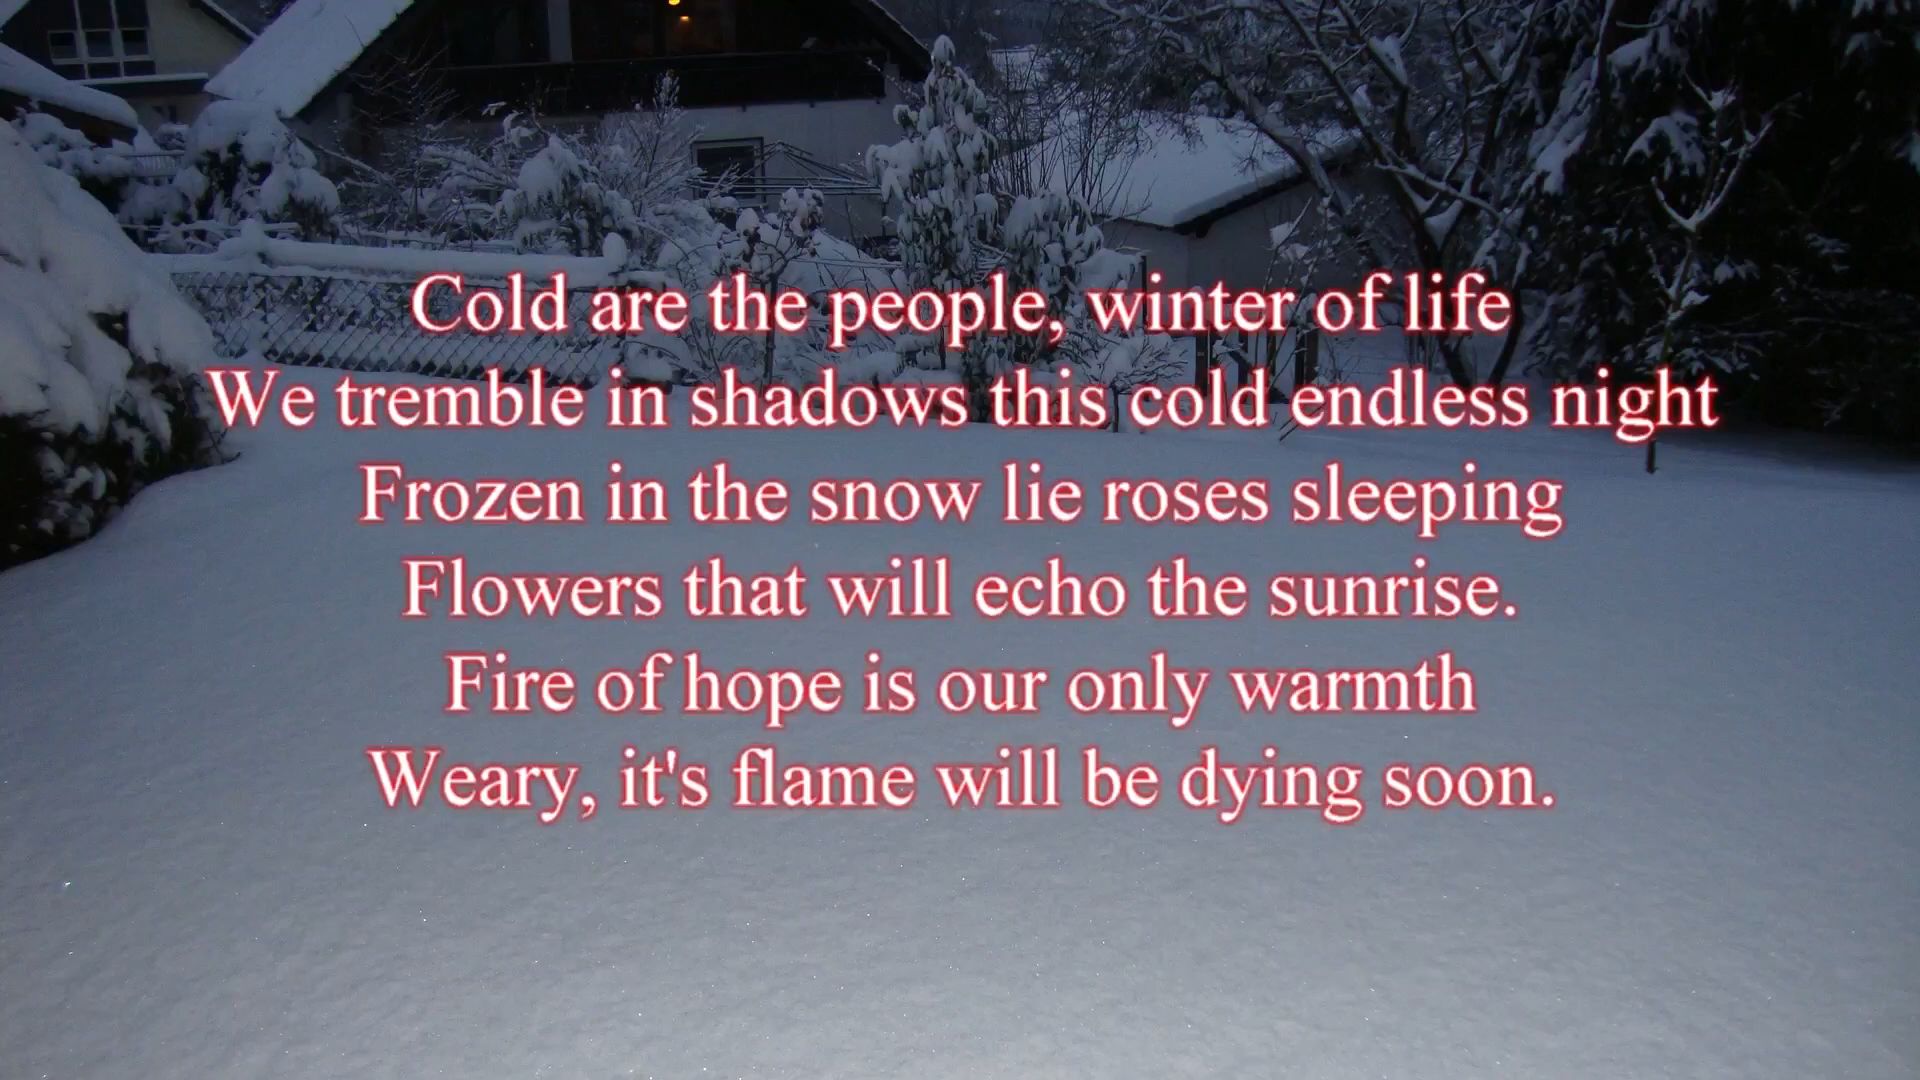 Cold are the people, winter of life
We tremble in shadows this cold endless night
Frozen in the snow lie roses sleeping
Flowers that will echo the sunrise.
Fire of hope is our only warmth
Weary, it's flame will be dying soon.